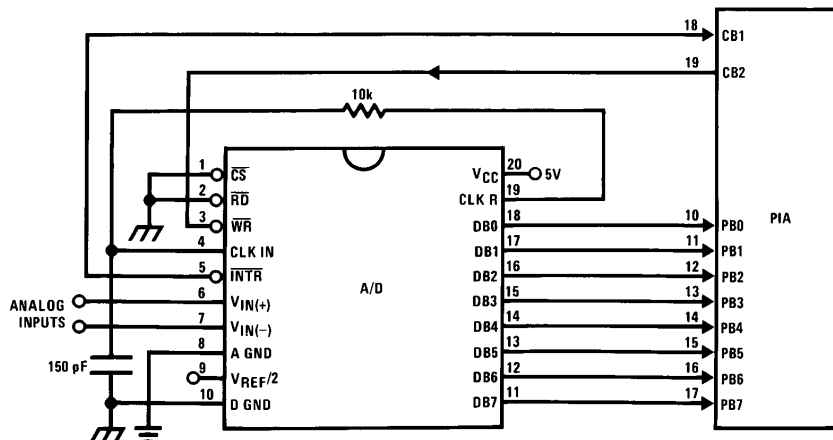 18 CB1
19 CB2
10k
1 CS
2 RD
3 WR
4 CLK IN
5 INTR
6 VIN(+)
7 VIN(−)
8 A GND
9 VREF/2
10 D GND
ANALOG
INPUTS
150 pF
A/D
VCC 20 5V
CLK R 19
DB0 18
DB1 17
DB2 16
DB3 15
DB4 14
DB5 13
DB6 12
DB7 11
10 PB0
11 PB1
12 PB2
13 PB3
14 PB4
15 PB5
16 PB6
17 PB7
PIA